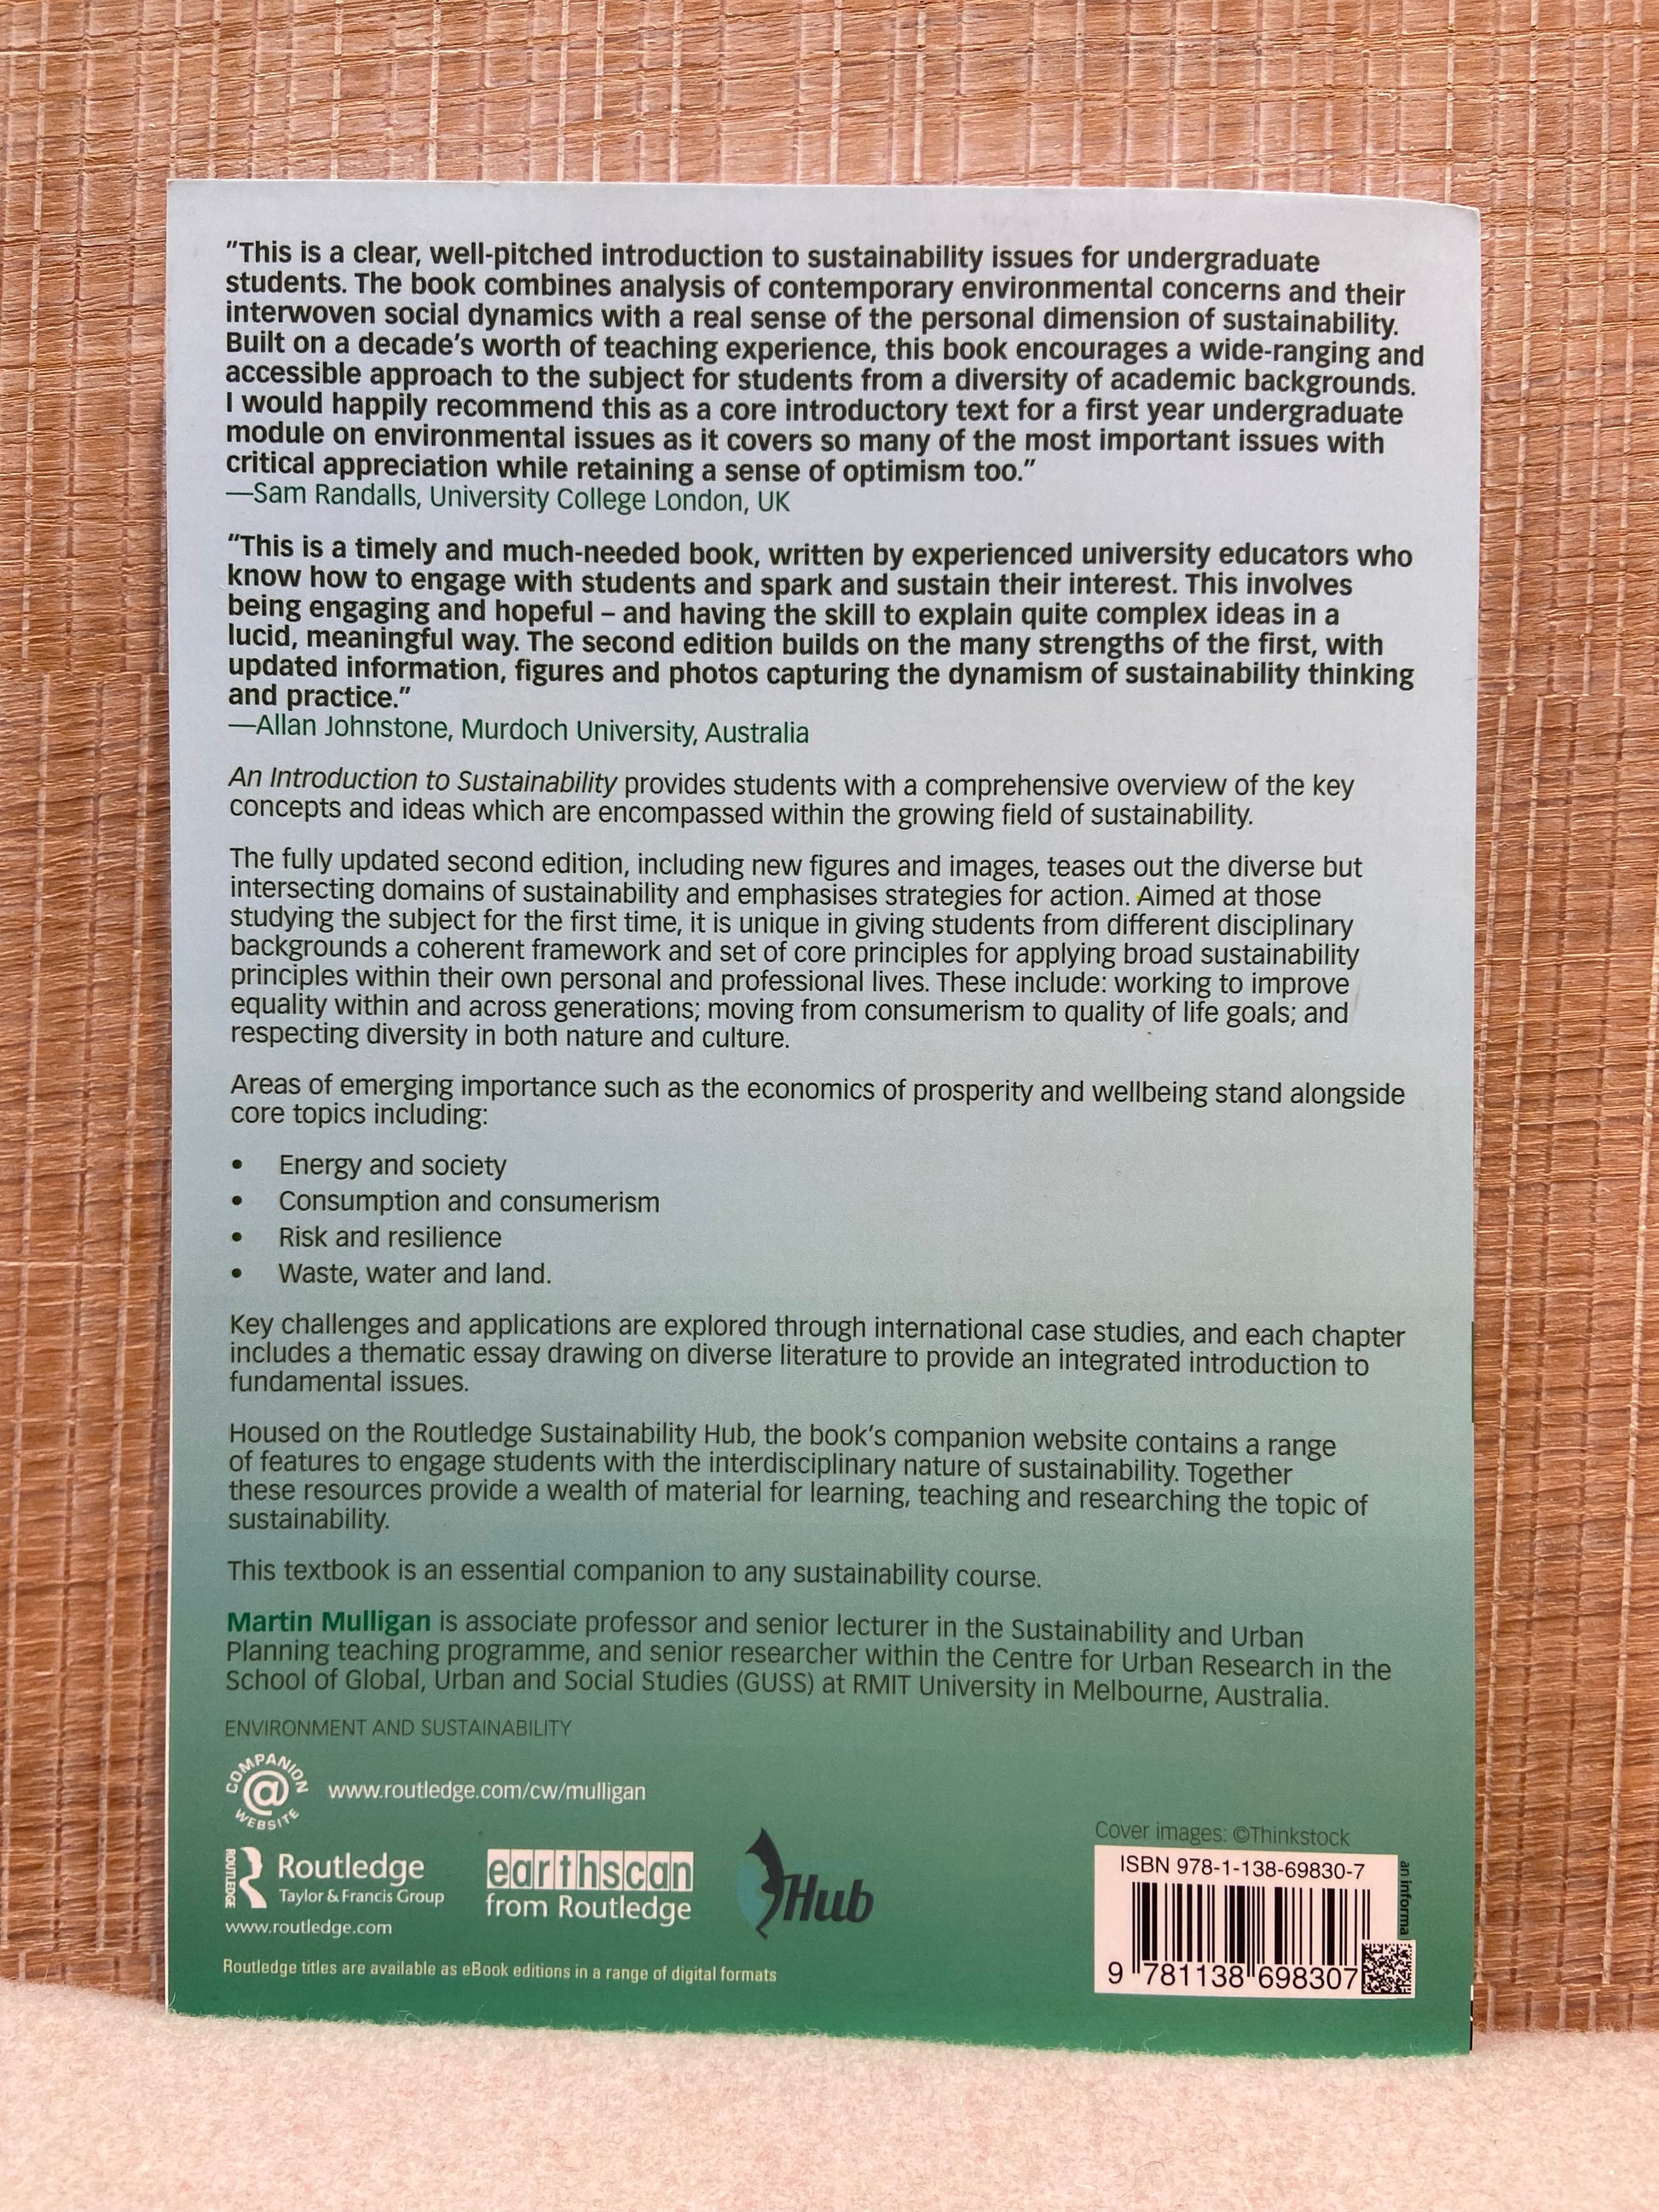 "This is a clear, well-pitched introduction to sustainability issues for undergraduate
students. The book combines analysis of contemporary environmental concerns and their
interwoven social dynamics with a real sense of the personal dimension of sustainability.
Built on a decade's worth of teaching experience, this book encourages a wide-ranging and
accessible approach to the subject for students from a diversity of academic backgrounds.
I would happily recommend this as a core introductory text for a first year undergraduate
module on environmental issues as it covers so many of the most important issues with
critical appreciation while retaining a sense of optimism too."
—Sam Randalls, University College London, UK
"This is a timely and much-needed book, written by experienced university educators who
know how to engage with students and spark and sustain their interest. This involves
being engaging and hopeful – and having the skill to explain quite complex ideas in a
lucid, meaningful way. The second edition builds on the many strengths of the first, with
updated information, figures and photos capturing the dynamism of sustainability thinking
and practice."
—Allan Johnstone, Murdoch University, Australia
An Introduction to Sustainability provides students with a comprehensive overview of the key
concepts and ideas which are encompassed within the growing field of sustainability.
The fully updated second edition, including new figures and images, teases out the diverse but
intersecting domains of sustainability and emphasises strategies for action. Aimed at those
studying the subject for the first time, it is unique in giving students from different disciplinary
backgrounds a coherent framework and set of core principles for applying broad sustainability
principles within their own personal and professional lives. These include: working to improve
equality within and across generations; moving from consumerism to quality of life goals; and
respecting diversity in both nature and culture.
Areas of emerging importance such as the economics of prosperity and wellbeing stand alongside
core topics including:
• Energy and society
• Consumption and consumerism
• Risk and resilience
• Waste, water and land.
Key challenges and applications are explored through international case studies, and each chapter
includes a thematic essay drawing on diverse literature to provide an integrated introduction to
fundamental issues.
Housed on the Routledge Sustainability Hub, the book's companion website contains a range
of features to engage students with the interdisciplinary nature of sustainability. Together
these resources provide a wealth of material for learning, teaching and researching the topic of
sustainability.
This textbook is an essential companion to any sustainability course.
Martin Mulligan is associate professor and senior lecturer in the Sustainability and Urban
Planning teaching programme, and senior researcher within the Centre for Urban Research in the
School of Global, Urban and Social Studies (GUSS) at RMIT University in Melbourne, Australia.
ENVIRONMENT AND SUSTAINABILITY
COMPANION @ WEBSITE
www.routledge.com/cw/mulligan
ROUTLEDGE
Routledge
Taylor & Francis Group
www.routledge.com
earthscan
from Routledge
Hub
Routledge titles are available as eBook editions in a range of digital formats
Cover images: ©Thinkstock
ISBN 978-1-138-69830-7
9 781138 698307
an informa